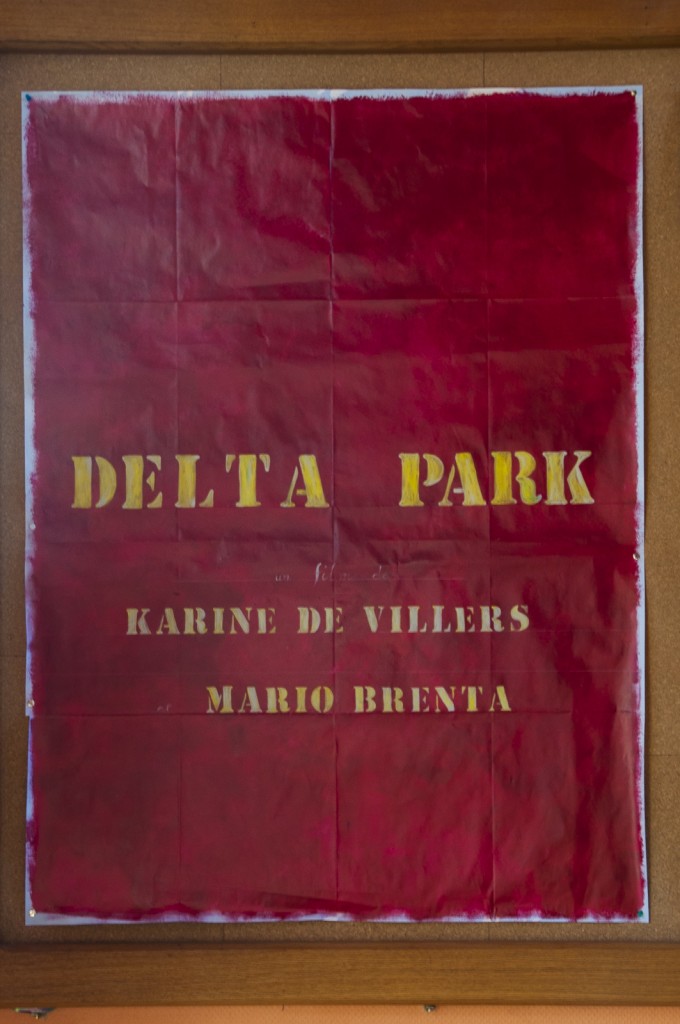 DELTA PARK
un film de
KARINE DE VILLERS
et MARIO BRENTA